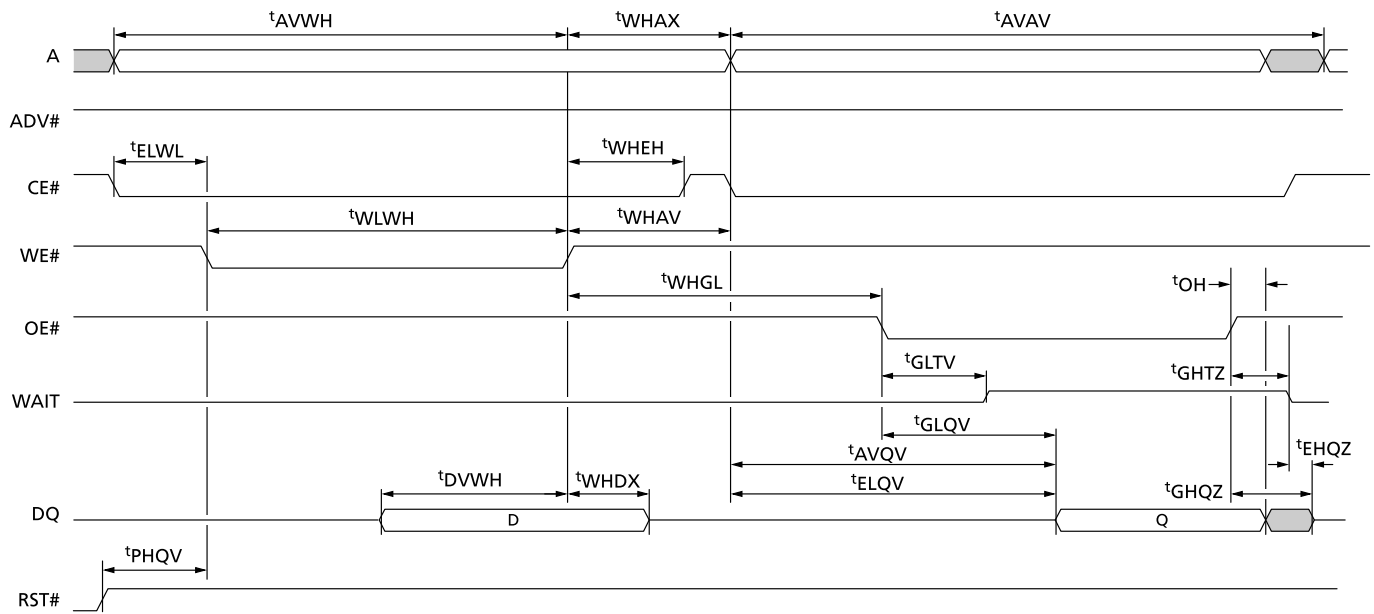 tAVWH tWHAX tAVAV
A
ADV#
tELWL tWHEH
CE#
tWLWH tWHAV
WE#
tWHGL tOH
OE#
tGLTV tGHTZ
WAIT
tGLQV
tAVQV tEHQZ
tDVWH tWHDX tELQV tGHQZ
DQ D Q
tPHQV
RST#